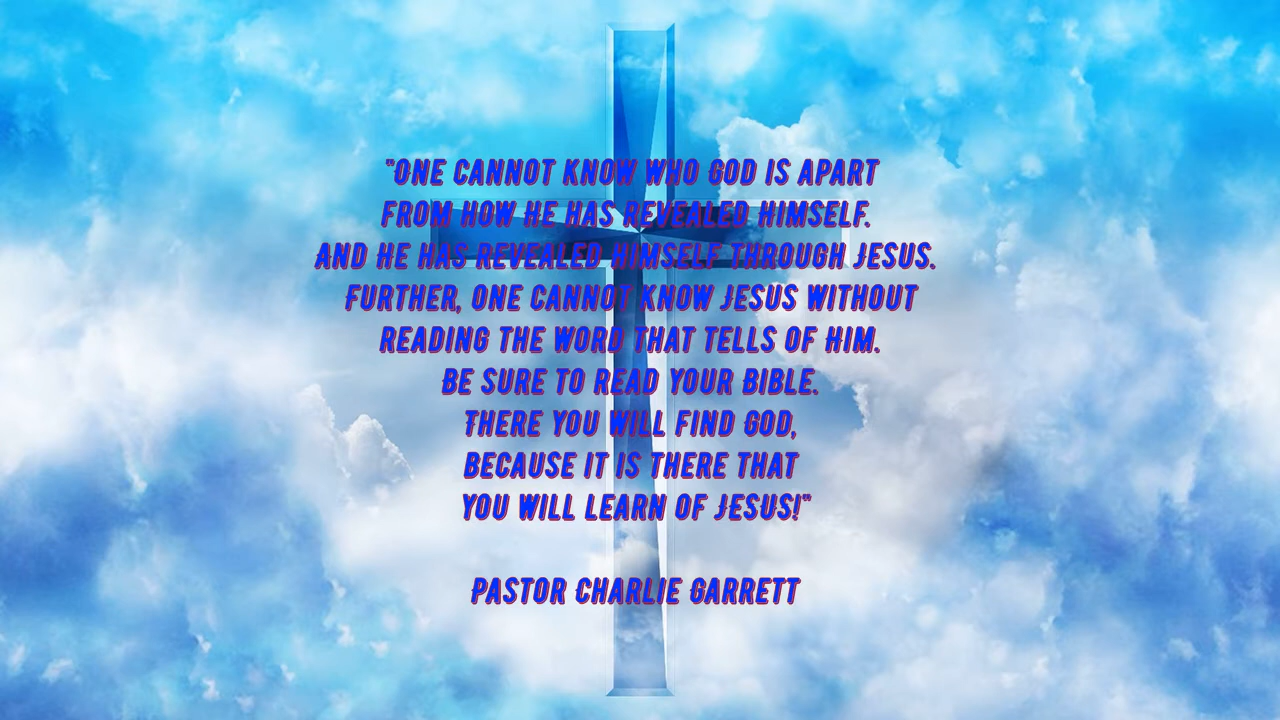 "One cannot know who God is apart
from how He has revealed Himself.
And He has revealed Himself through Jesus.
Further, one cannot know Jesus without
reading the word that tells of Him.
Be sure to read your Bible.
There you will find God,
because it is there that
you will learn of Jesus!"
Pastor Charlie Garrett